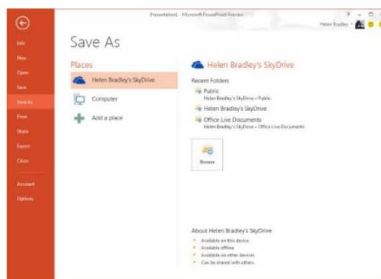 Presentation1 - Microsoft PowerPoint Preview
Helen Bradley
Info
New
Open
Save
Save As
Print
Share
Export
Close
Account
Options
Save As
Places
Helen Bradley's SkyDrive
Computer
Add a place
Helen Bradley's SkyDrive
Recent Folders
Public
Helen Bradley's SkyDrive » Public
Helen Bradley's SkyDrive
Office Live Documents
Helen Bradley's SkyDrive » Office Live Documents
Browse
About Helen Bradley's SkyDrive
Available on this device
Available offline
Available on other devices
Can be shared with others